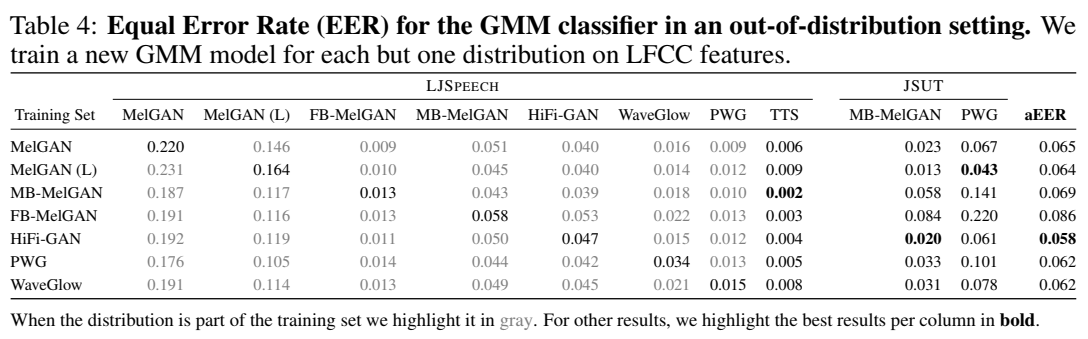 Table 4: Equal Error Rate (EER) for the GMM classifier in an out-of-distribution setting. We
train a new GMM model for each but one distribution on LFCC features.
LJSPEECH JSUT
Training Set MelGAN MelGAN (L) FB-MelGAN MB-MelGAN HiFi-GAN WaveGlow PWG TTS MB-MelGAN PWG aEER
MelGAN 0.220 0.146 0.009 0.051 0.040 0.016 0.009 0.006 0.023 0.067 0.065
MelGAN (L) 0.231 0.164 0.010 0.045 0.040 0.014 0.012 0.009 0.013 0.043 0.064
MB-MelGAN 0.187 0.117 0.013 0.043 0.039 0.018 0.010 0.002 0.058 0.141 0.069
FB-MelGAN 0.191 0.116 0.013 0.058 0.053 0.022 0.013 0.003 0.084 0.220 0.086
HiFi-GAN 0.192 0.119 0.011 0.050 0.047 0.015 0.012 0.004 0.020 0.061 0.058
PWG 0.176 0.105 0.014 0.044 0.042 0.034 0.013 0.005 0.033 0.101 0.062
WaveGlow 0.191 0.114 0.013 0.049 0.045 0.021 0.015 0.008 0.031 0.078 0.062
When the distribution is part of the training set we highlight it in gray. For other results, we highlight the best results per column in bold.